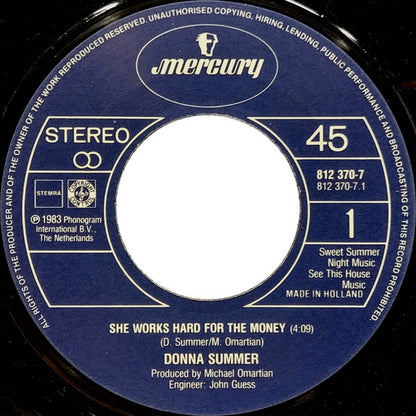 ALL RIGHTS OF THE PRODUCER AND OF THE OWNER OF THE WORK REPRODUCED RESERVED. UNAUTHORISED COPYING, HIRING, LENDING, PUBLIC PERFORMANCE AND BROADCASTING OF THIS RECORD PROHIBITED.
mercury
STEREO
45
812 370-7
812 370-7.1
STEMRA
℗ 1983 Phonogram
International B.V.,
The Netherlands
1
Sweet Summer
Night Music
See This House
Music
MADE IN HOLLAND
SHE WORKS HARD FOR THE MONEY (4:09)
(D. Summer/M. Omartian)
DONNA SUMMER
Produced by Michael Omartian
Engineer: John Guess